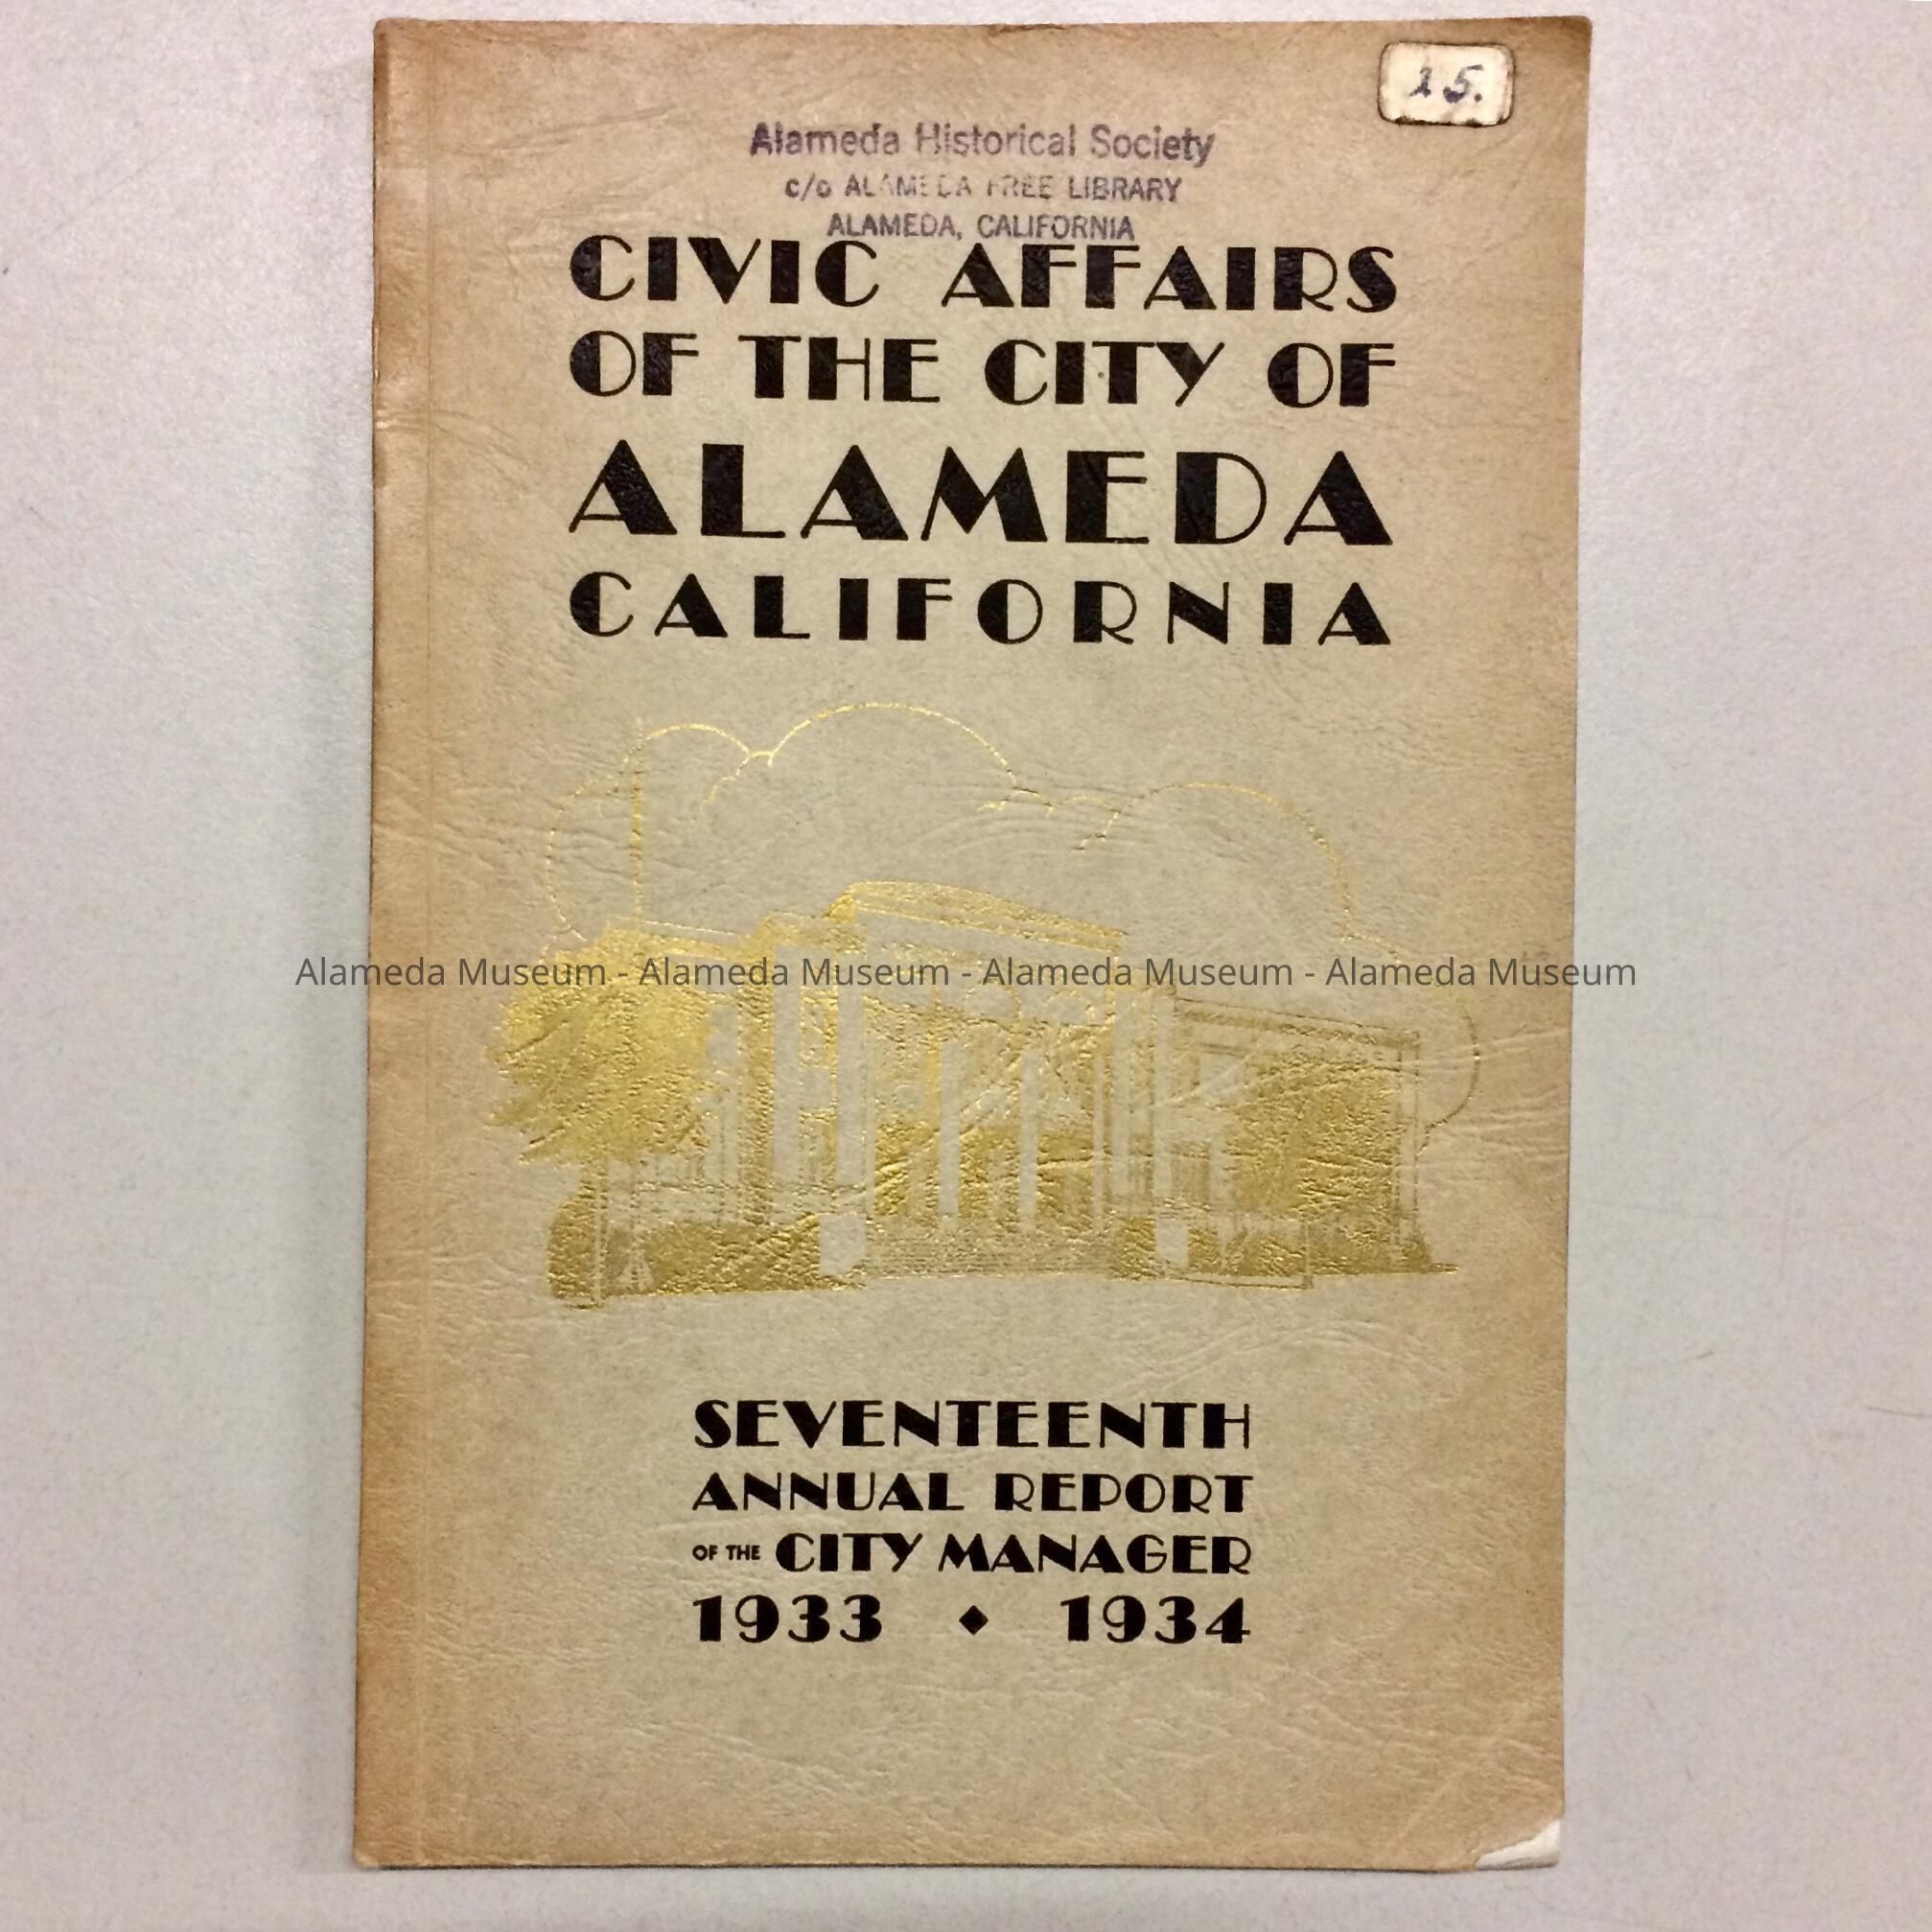 15.
Alameda Historical Society
c/o ALAMEDA FREE LIBRARY
ALAMEDA, CALIFORNIA
CIVIC AFFAIRS
OF THE CITY OF
ALAMEDA
CALIFORNIA
Alameda Museum - Alameda Museum - Alameda Museum - Alameda Museum
SEVENTEENTH
ANNUAL REPORT
OF THE CITY MANAGER
1933 ◆ 1934